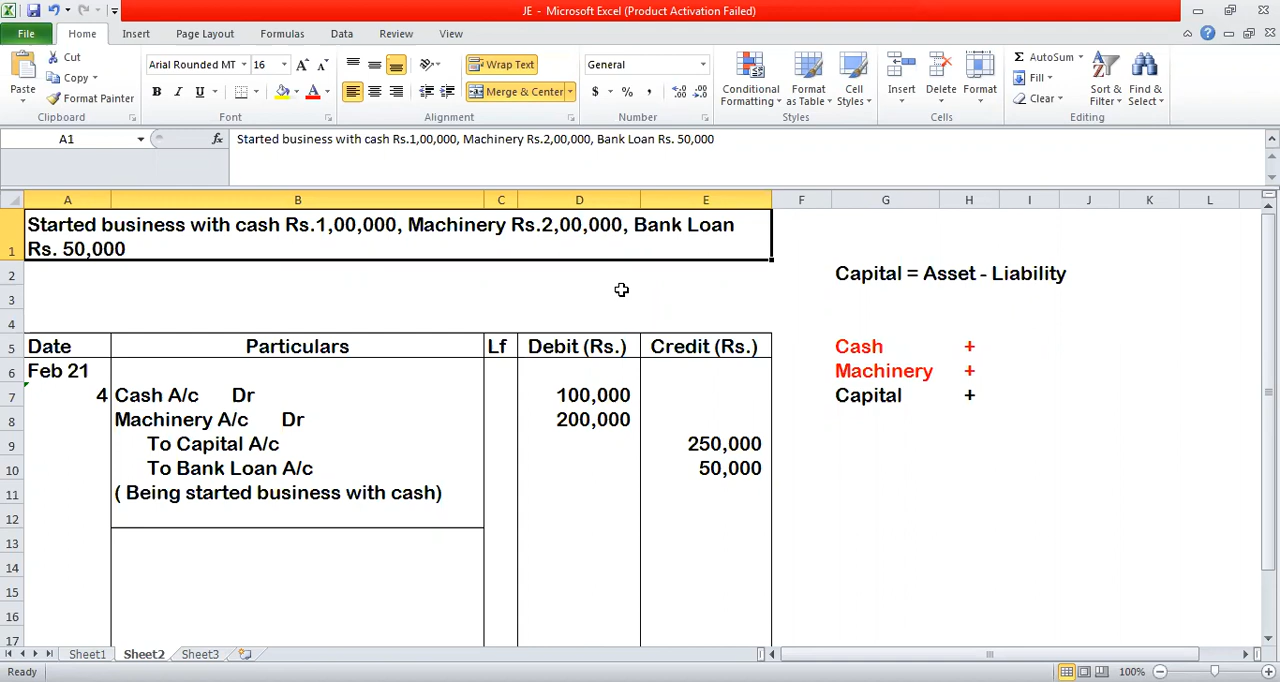 JE - Microsoft Excel (Product Activation Failed)
File Home Insert Page Layout Formulas Data Review View
Paste
Cut
Copy
Format Painter
Clipboard
Arial Rounded MT 16 A A
B I U A
Font
Wrap Text
Merge & Center
Alignment
General
$ % ,
Number
Conditional Formatting
Format as Table
Cell Styles
Styles
Insert Delete Format
Cells
Σ AutoSum
Fill
Clear
Sort & Filter
Find & Select
Editing
A1 fx Started business with cash Rs.1,00,000, Machinery Rs.2,00,000, Bank Loan Rs. 50,000
A B C D E F G H I J K L
1 Started business with cash Rs.1,00,000, Machinery Rs.2,00,000, Bank Loan
Rs. 50,000
2 Capital = Asset - Liability
3
4
5 Date Particulars Lf Debit (Rs.) Credit (Rs.) Cash +
6 Feb 21 Machinery +
7 4 Cash A/c Dr 100,000 Capital +
8 Machinery A/c Dr 200,000
9 To Capital A/c 250,000
10 To Bank Loan A/c 50,000
11 ( Being started business with cash)
12
13
14
15
16
17
Sheet1 Sheet2 Sheet3
Ready 100%